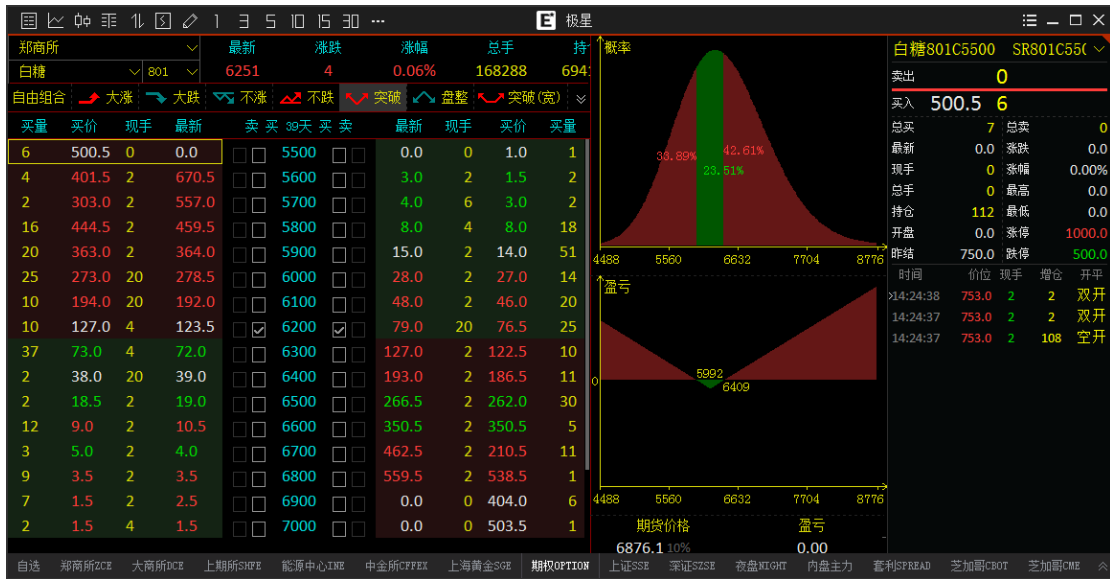 1 3 5 10 15 30 ··· E 极星
郑商所 最新 涨跌 涨幅 总手 持
白糖 801 6251 4 0.06% 168288 694
自由组合 大涨 大跌 不涨 不跌 突破 盘整 突破(宽)
买量 买价 现手 最新 卖 买 39天 买 卖 最新 现手 买价 买量
6 500.5 0 0.0 5500 0.0 0 1.0 1
4 401.5 2 670.5 5600 3.0 2 1.5 2
2 303.0 2 557.0 5700 4.0 6 3.0 2
16 444.5 2 459.5 5800 8.0 4 8.0 18
20 363.0 2 364.0 5900 15.0 2 14.0 51
25 273.0 20 278.5 6000 28.0 2 27.0 14
10 194.0 20 192.0 6100 48.0 2 46.0 20
10 127.0 4 123.5 6200 79.0 20 76.5 25
37 73.0 4 72.0 6300 127.0 2 122.5 10
2 38.0 20 39.0 6400 193.0 2 186.5 11
2 18.5 2 19.0 6500 266.5 2 262.0 30
12 9.0 2 10.5 6600 350.5 2 350.5 5
3 5.0 2 4.0 6700 462.5 2 210.5 11
9 3.5 2 3.5 6800 559.5 2 538.5 1
7 1.5 2 2.5 6900 0.0 0 404.0 6
2 1.5 4 1.5 7000 0.0 0 503.5 1
概率
33.89% 42.61%
23.51%
4488 5560 6632 7704 8776
盈亏
0
5992
6409
4488 5560 6632 7704 8776
期货价格 盈亏
6876.1 10% 0.00
白糖801C5500 SR801C550(
卖出 0
买入 500.5 6
总买 7 总卖 0
最新 0.0 涨跌 0.0
现手 0 涨幅 0.00%
总手 0 最高 0.0
持仓 112 最低 0.0
开盘 0.0 涨停 1000.0
昨结 750.0 跌停 500.0
时间 价位 现手 增仓 开平
14:24:38 753.0 2 2 双开
14:24:37 753.0 2 2 双开
14:24:37 753.0 2 108 空开
自选 郑商所ZCE 大商所DCE 上期所SHFE 能源中心INE 中金所CFFEX 上海黄金SGE 期权OPTION 上证SSE 深证SZSE 夜盘NIGHT 内盘主力 套利SPREAD 芝加哥CBOT 芝加哥CME